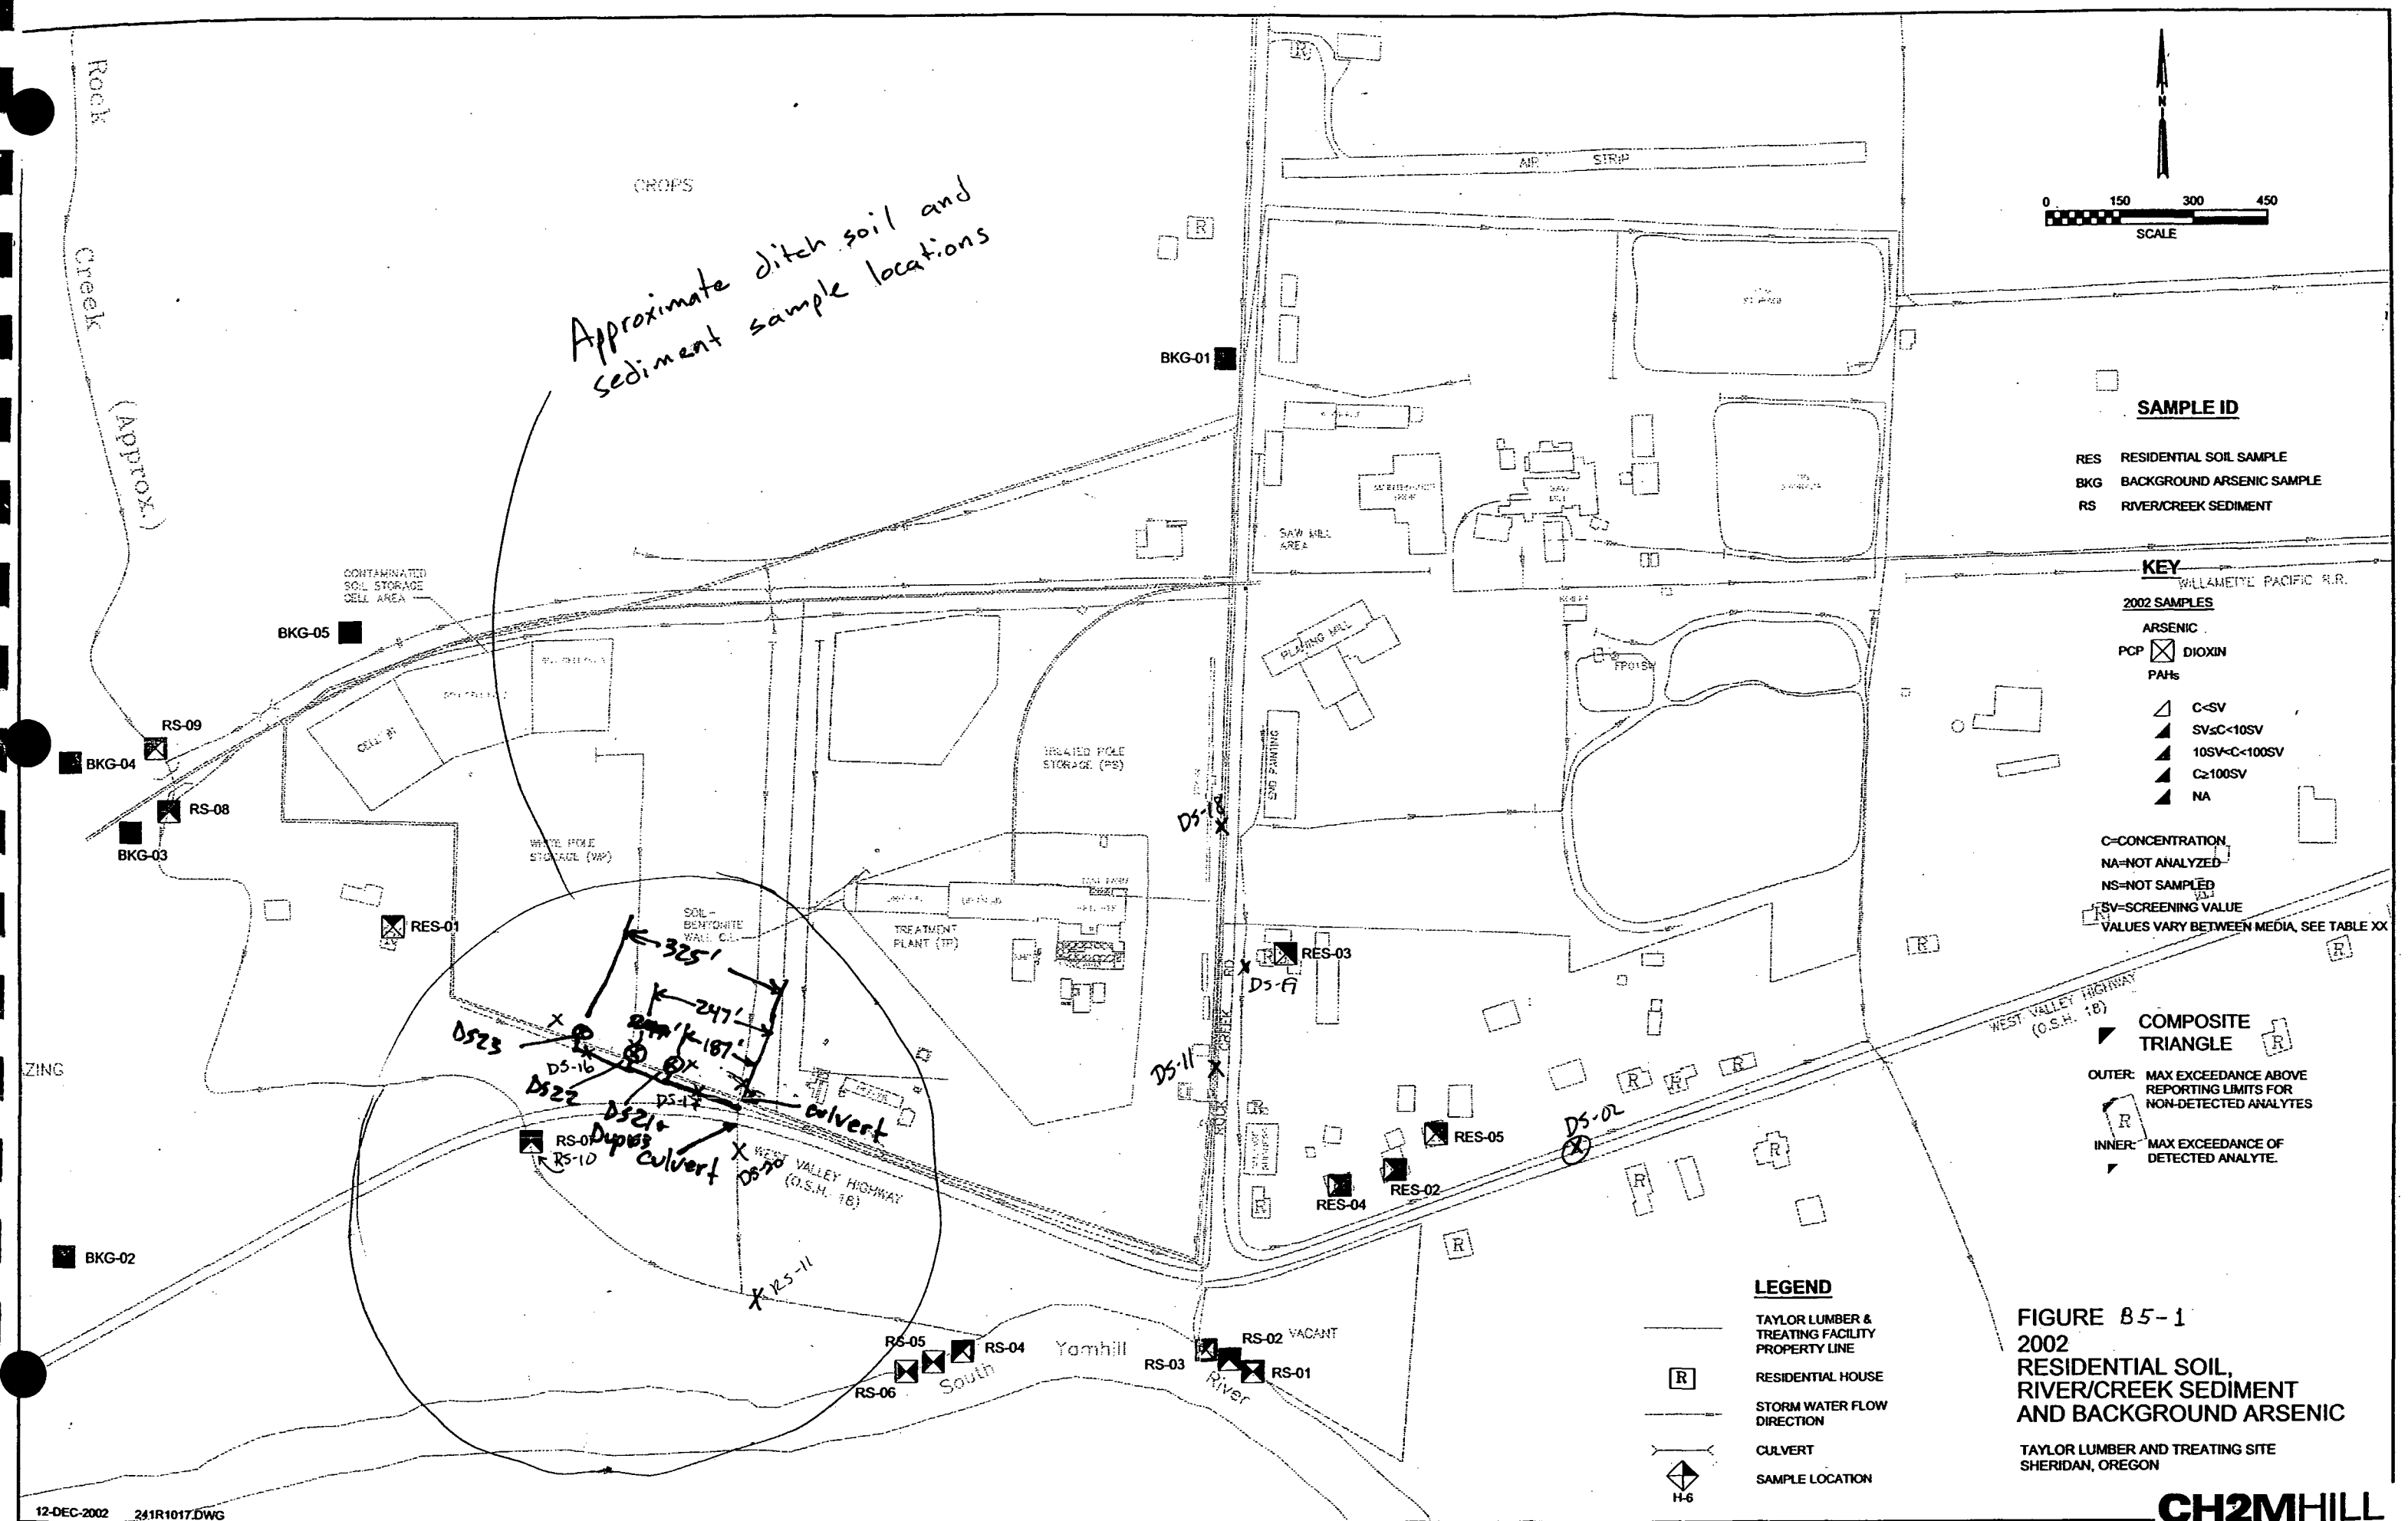 Rock
Creek
(Approx.)
CROPS
Approximate ditch soil and
sediment sample locations
AIR STRIP
R
R
N
0 150 300 450
SCALE
BKG-01
SAMPLE ID
RES RESIDENTIAL SOIL SAMPLE
BKG BACKGROUND ARSENIC SAMPLE
RS RIVER/CREEK SEDIMENT
KEY
WILLAMETTE PACIFIC R.R.
2002 SAMPLES
ARSENIC
PCP DIOXIN
PAHs
C<SV
SV≤C<10SV
10SV<C<100SV
C≥100SV
NA
C=CONCENTRATION
NA=NOT ANALYZED
NS=NOT SAMPLED
SV=SCREENING VALUE
VALUES VARY BETWEEN MEDIA, SEE TABLE XX
COMPOSITE
TRIANGLE
OUTER: MAX EXCEEDANCE ABOVE
REPORTING LIMITS FOR
NON-DETECTED ANALYTES
R
INNER: MAX EXCEEDANCE OF
DETECTED ANALYTE.
SAW MILL
AREA
PLANING MILL
END PAINTING
CONTAMINATED
SOIL STORAGE
CELL AREA
BKG-05
RS-09
BKG-04
RS-08
BKG-03
WHITE POLE
STORAGE (WP)
TREATED POLE
STORAGE (PS)
DS-18
RES-01
SOIL-
BENTONITE
WALL C.L.
TREATMENT
PLANT (TP)
325'
247'
187'
RES-03
DS-19
ROCK CREEK RD.
DS-11
DS23
DS-16
DS22
DS-17
DS21+
culvert
culvert
DS-20
ZING
RS-07
RS-10
WEST VALLEY HIGHWAY
(O.S.H. 18)
WEST VALLEY HIGHWAY
(O.S.H. 18)
R
R
R
R
R
R
R
R
R
R
RES-05
DS-02
RES-02
RES-04
BKG-02
RS-11
RS-05
RS-04
RS-06
South
Yamhill
River
RS-03
RS-02
VACANT
RS-01
LEGEND
TAYLOR LUMBER &
TREATING FACILITY
PROPERTY LINE
R RESIDENTIAL HOUSE
STORM WATER FLOW
DIRECTION
CULVERT
SAMPLE LOCATION
H-6
FIGURE B5-1
2002
RESIDENTIAL SOIL,
RIVER/CREEK SEDIMENT
AND BACKGROUND ARSENIC
TAYLOR LUMBER AND TREATING SITE
SHERIDAN, OREGON
12-DEC-2002 241R1017.DWG
CH2MHILL